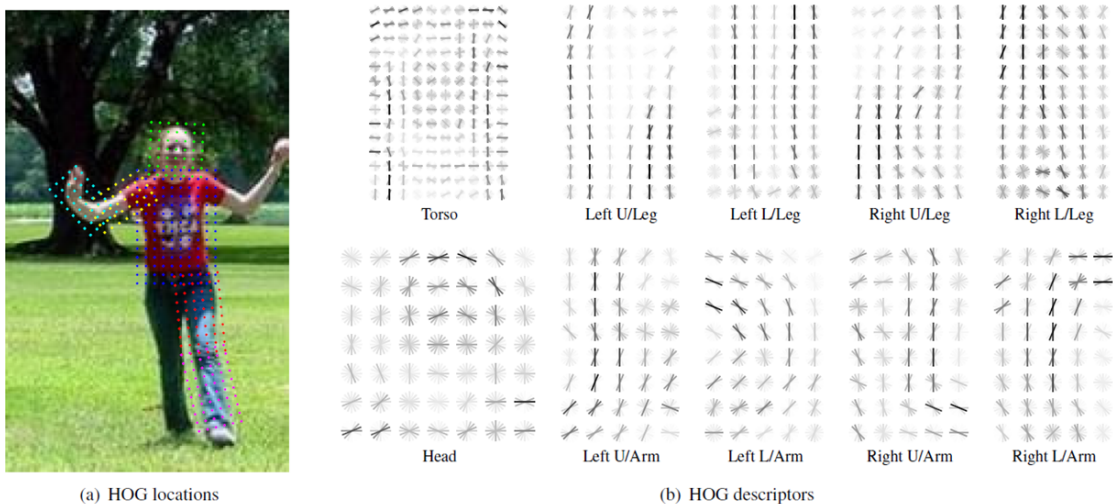 Torso
Left U/Leg
Left L/Leg
Right U/Leg
Right L/Leg
Head
Left U/Arm
Left L/Arm
Right U/Arm
Right L/Arm
(a) HOG locations
(b) HOG descriptors